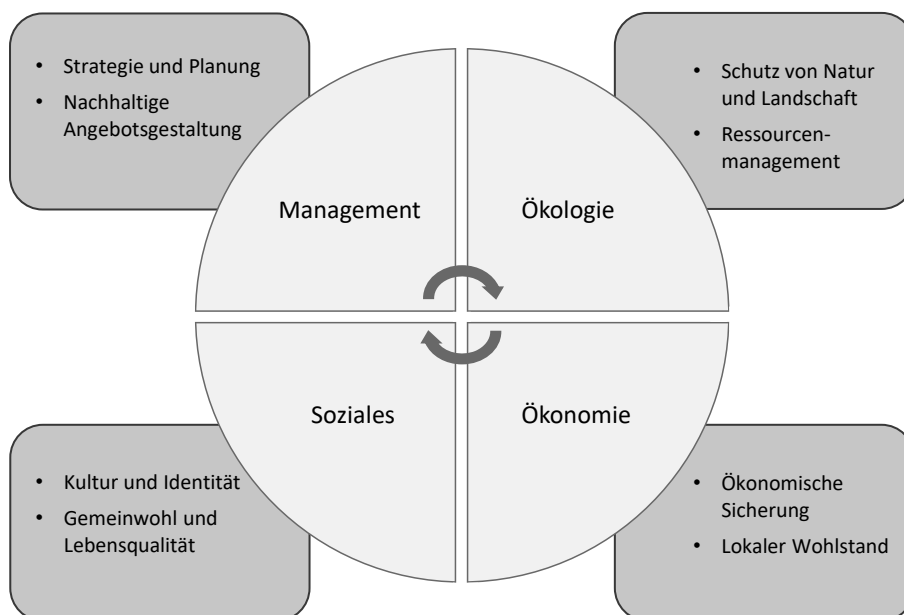 • Strategie und Planung
• Nachhaltige
Angebotsgestaltung
• Schutz von Natur
und Landschaft
• Ressourcen-
management
Management
Ökologie
Soziales
Ökonomie
• Kultur und Identität
• Gemeinwohl und
Lebensqualität
• Ökonomische
Sicherung
• Lokaler Wohlstand